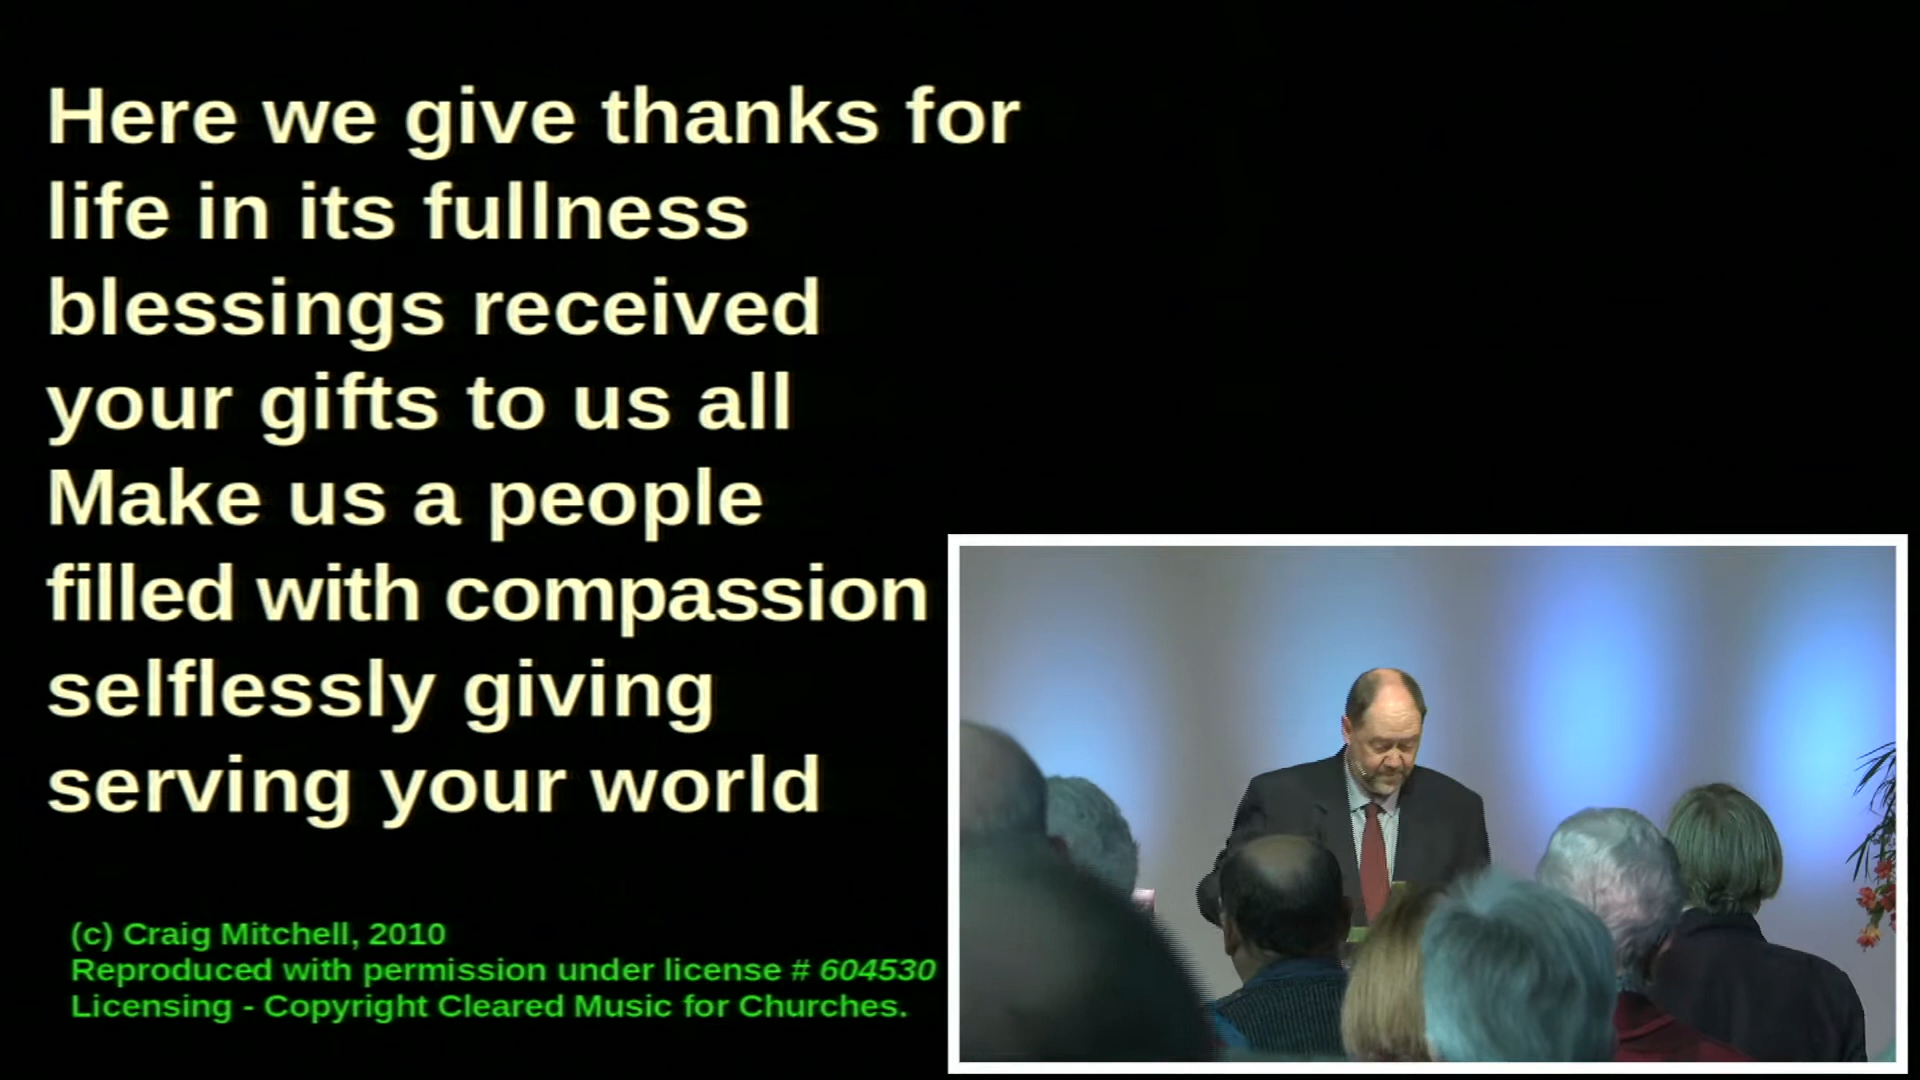 Here we give thanks for
life in its fullness
blessings received
your gifts to us all
Make us a people
filled with compassion
selflessly giving
serving your world
(c) Craig Mitchell, 2010
Reproduced with permission under license # 604530
Licensing - Copyright Cleared Music for Churches.